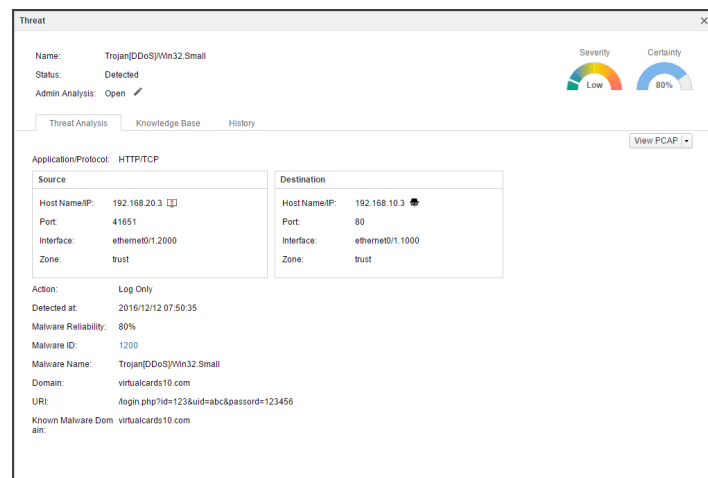 Threat
Name: Trojan[DDoS]/Win32.Small
Status: Detected
Admin Analysis: Open
Severity
Low
Certainty
80%
Threat Analysis Knowledge Base History
View PCAP
Application/Protocol: HTTP/TCP
Source
Host Name/IP: 192.168.20.3
Port: 41651
Interface: ethernet0/1.2000
Zone: trust
Destination
Host Name/IP: 192.168.10.3
Port: 80
Interface: ethernet0/1.1000
Zone: trust
Action: Log Only
Detected at: 2016/12/12 07:50:35
Malware Reliability: 80%
Malware ID: 1200
Malware Name: Trojan[DDoS]/Win32.Small
Domain: virtualcards10.com
URI: /login.php?id=123&uid=abc&passord=123456
Known Malware Dom virtualcards10.com
ain: